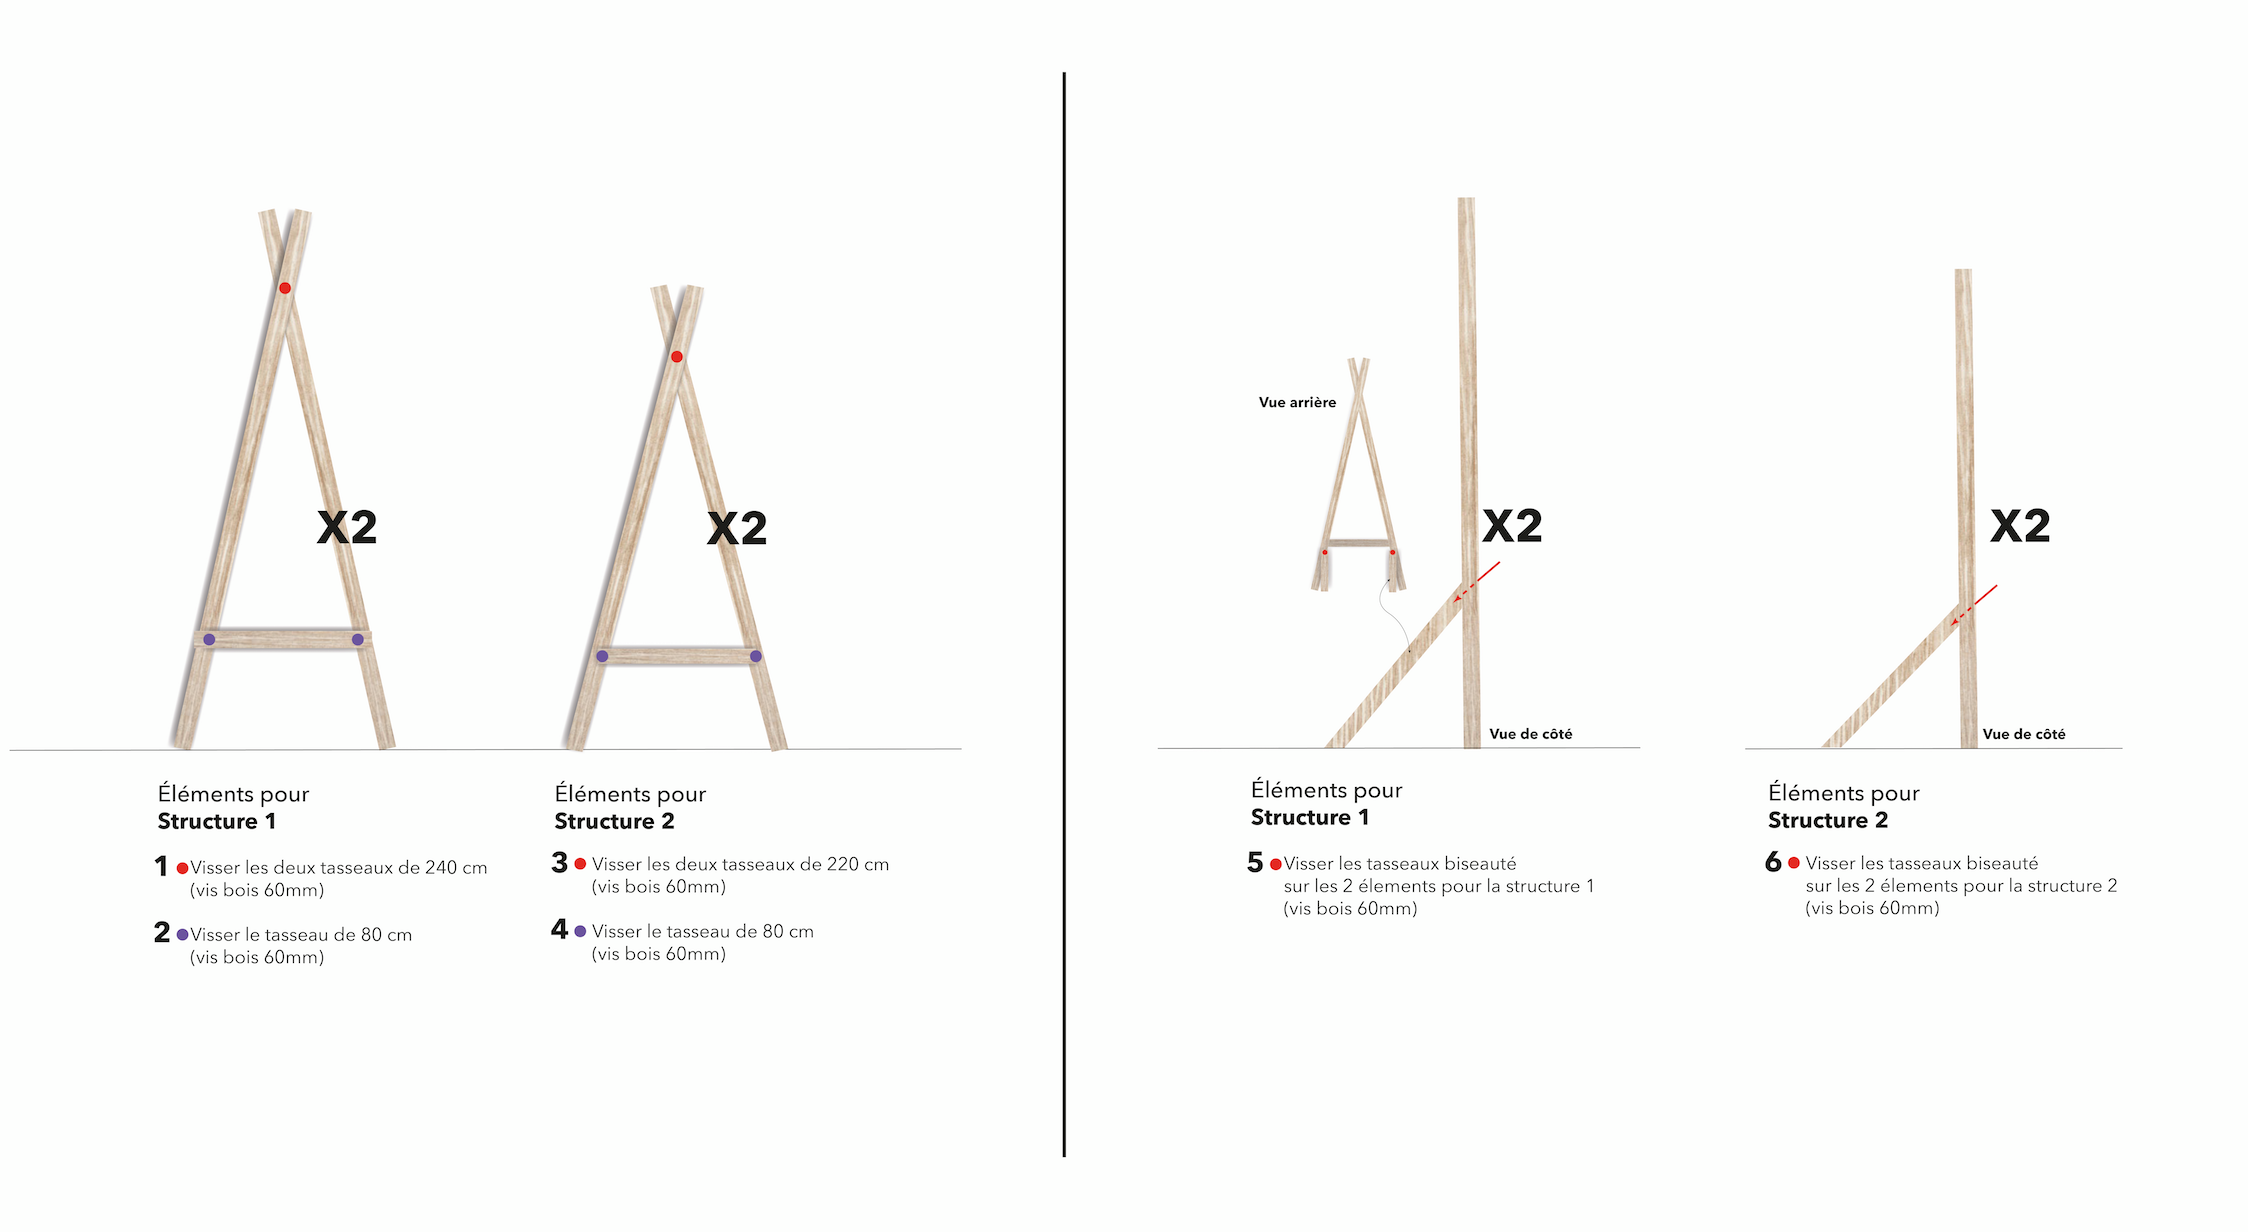 X2
Éléments pour
Structure 1
1 Visser les deux tasseaux de 240 cm
(vis bois 60mm)
2 Visser le tasseau de 80 cm
(vis bois 60mm)
X2
Éléments pour
Structure 2
3 Visser les deux tasseaux de 220 cm
(vis bois 60mm)
4 Visser le tasseau de 80 cm
(vis bois 60mm)
Vue arrière
X2
Vue de côté
Éléments pour
Structure 1
5 Visser les tasseaux biseauté
sur les 2 élements pour la structure 1
(vis bois 60mm)
X2
Vue de côté
Éléments pour
Structure 2
6 Visser les tasseaux biseauté
sur les 2 élements pour la structure 2
(vis bois 60mm)